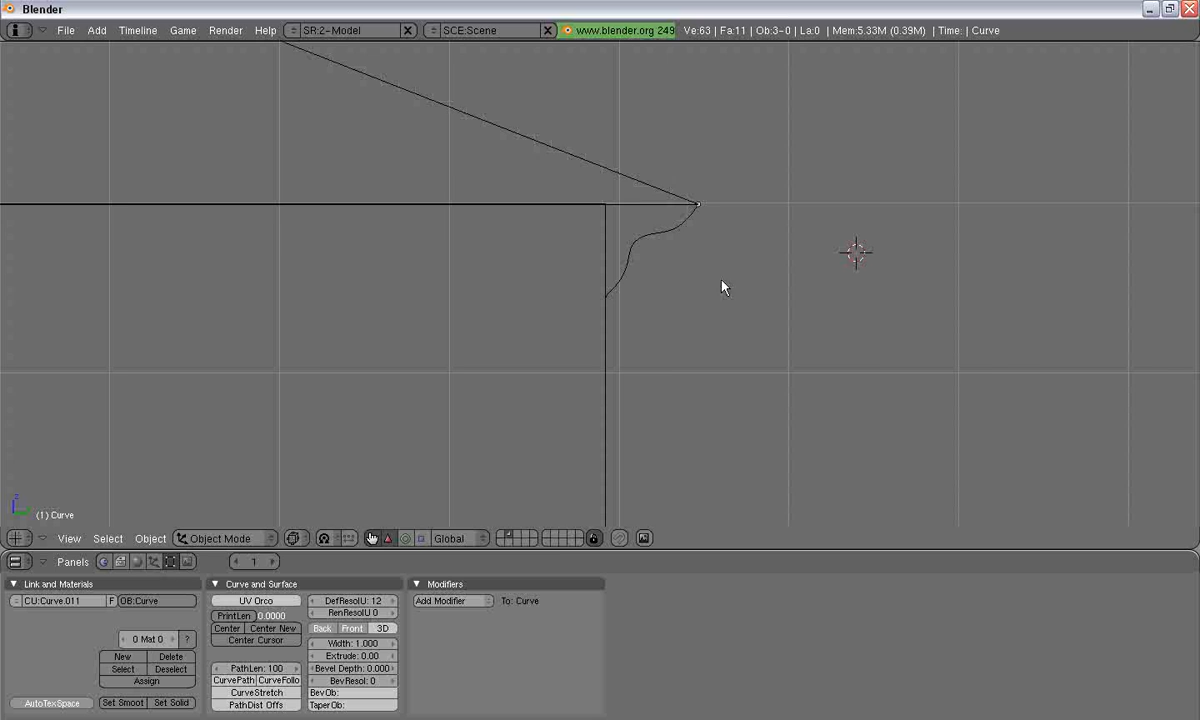 Blender
File Add Timeline Game Render Help SR:2-Model SCE:Scene www.blender.org 249 Ve:63 | Fa:11 | Ob:3-0 | La:0 | Mem:5.33M (0.39M) | Time: | Curve
z
(1) Curve
View Select Object Object Mode Global
Panels 1
Link and Materials Curve and Surface Modifiers
CU:Curve.011 F OB:Curve UV Orco DefResolU: 12 Add Modifier To: Curve
PrintLen 0.0000 RenResolU 0
Center Center New Back Front 3D
Center Cursor
0 Mat 0 ? Width: 1.000
New Delete Extrude: 0.00
Select Deselect PathLen: 100 Bevel Depth: 0.000
Assign CurvePath CurveFollo BevResol: 0
CurveStretch BevOb:
AutoTexSpace Set Smoot Set Solid PathDist Offs TaperOb: